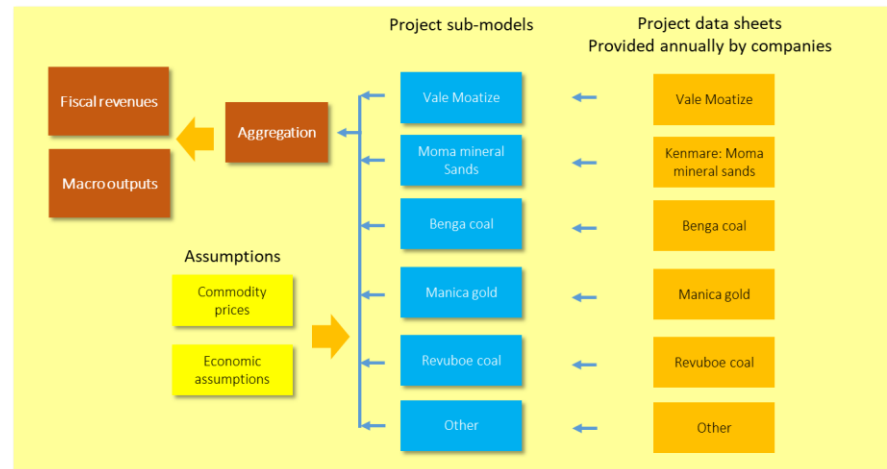 Project sub-models
Project data sheets
Provided annually by companies
Fiscal revenues
Macro outputs
Aggregation
Assumptions
Commodity
prices
Economic
assumptions
Vale Moatize
Moma mineral
Sands
Benga coal
Manica gold
Revuboe coal
Other
Vale Moatize
Kenmare: Moma
mineral sands
Benga coal
Manica gold
Revuboe coal
Other